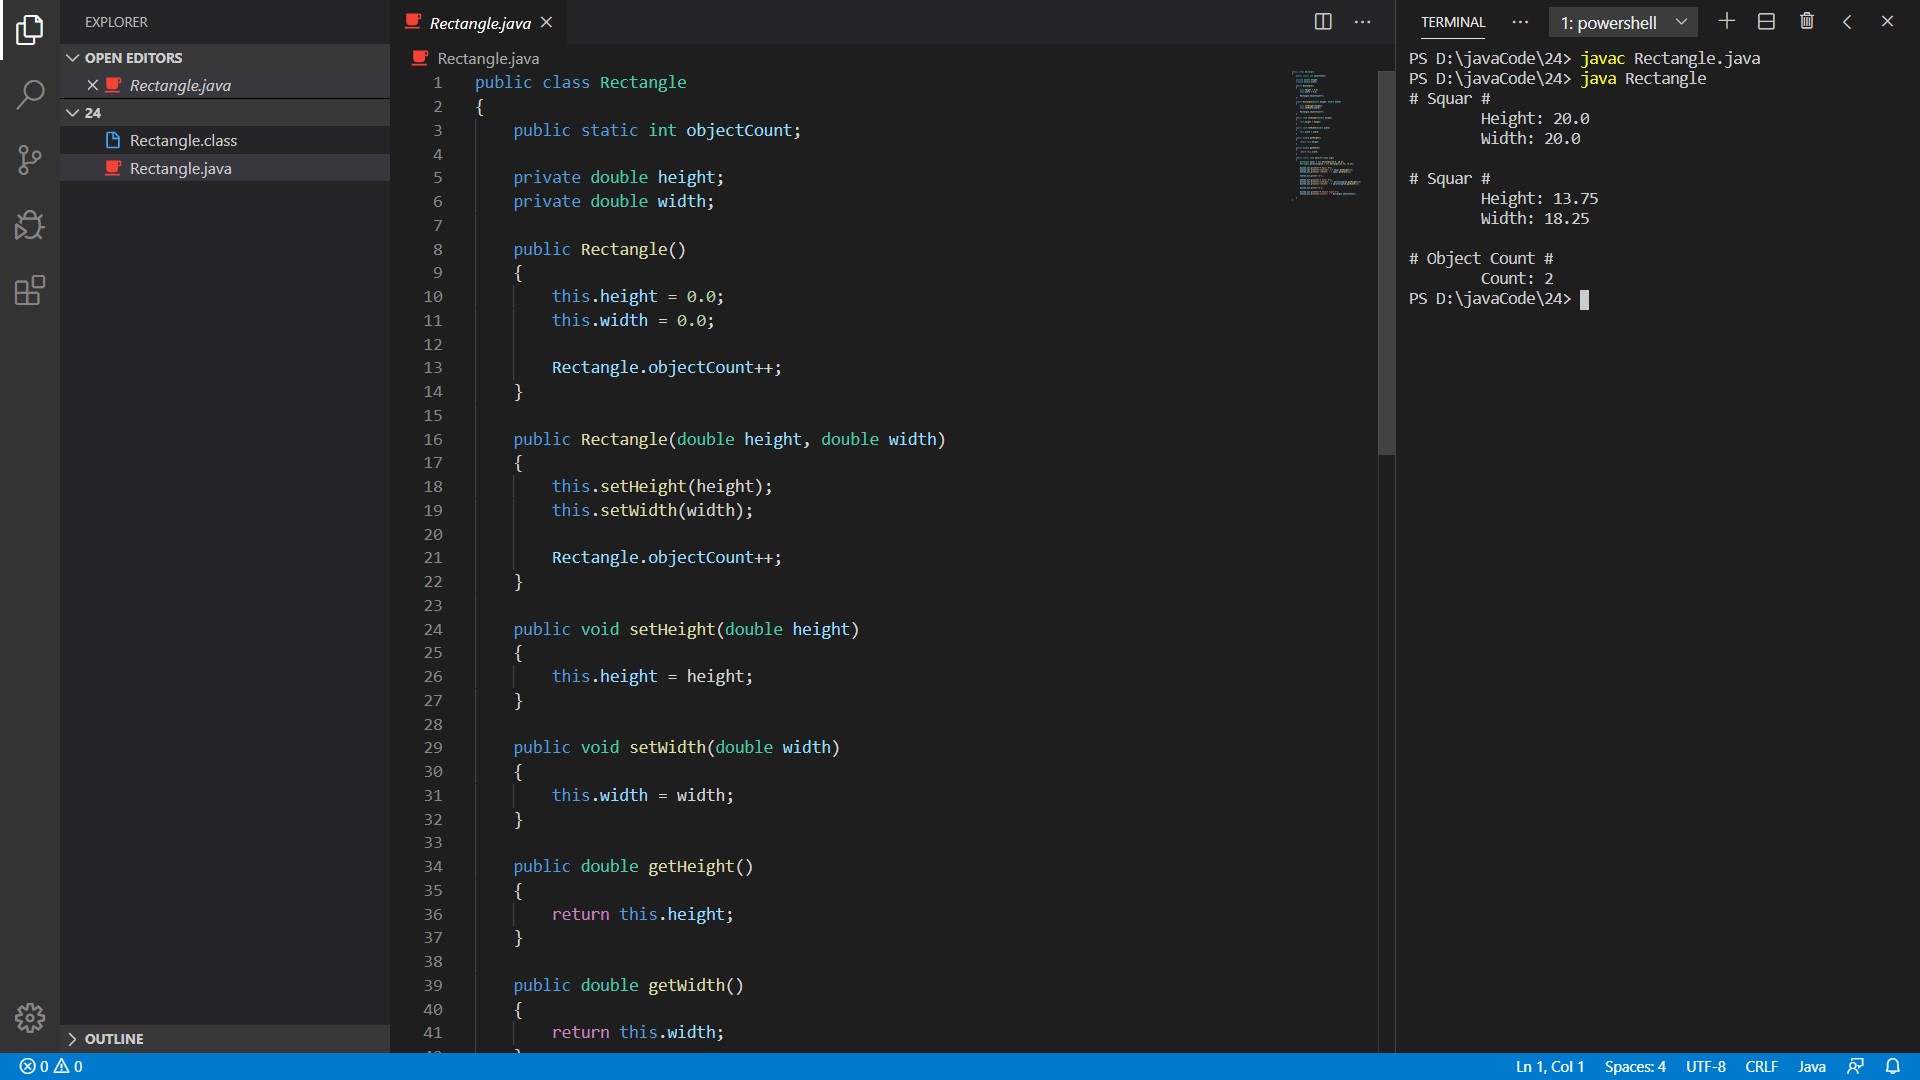 EXPLORER
OPEN EDITORS
Rectangle.java
24
Rectangle.class
Rectangle.java
OUTLINE
Rectangle.java
Rectangle.java
1 public class Rectangle
2 {
3     public static int objectCount;
4
5     private double height;
6     private double width;
7
8     public Rectangle()
9     {
10         this.height = 0.0;
11         this.width = 0.0;
12
13         Rectangle.objectCount++;
14     }
15
16     public Rectangle(double height, double width)
17     {
18         this.setHeight(height);
19         this.setWidth(width);
20
21         Rectangle.objectCount++;
22     }
23
24     public void setHeight(double height)
25     {
26         this.height = height;
27     }
28
29     public void setWidth(double width)
30     {
31         this.width = width;
32     }
33
34     public double getHeight()
35     {
36         return this.height;
37     }
38
39     public double getWidth()
40     {
41         return this.width;
TERMINAL
1: powershell
PS D:\javaCode\24> javac Rectangle.java
PS D:\javaCode\24> java Rectangle
# Squar #
        Height: 20.0
        Width: 20.0
# Squar #
        Height: 13.75
        Width: 18.25
# Object Count #
        Count: 2
PS D:\javaCode\24>
0 0
Ln 1, Col 1 Spaces: 4 UTF-8 CRLF Java